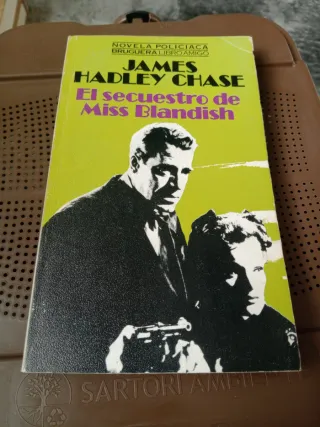 NOVELA POLICIACA
BRUGUERA LIBRO AMIGO
JAMES
HADLEY CHASE
El secuestro de
Miss Blandish
SARTORI AMBIENTE